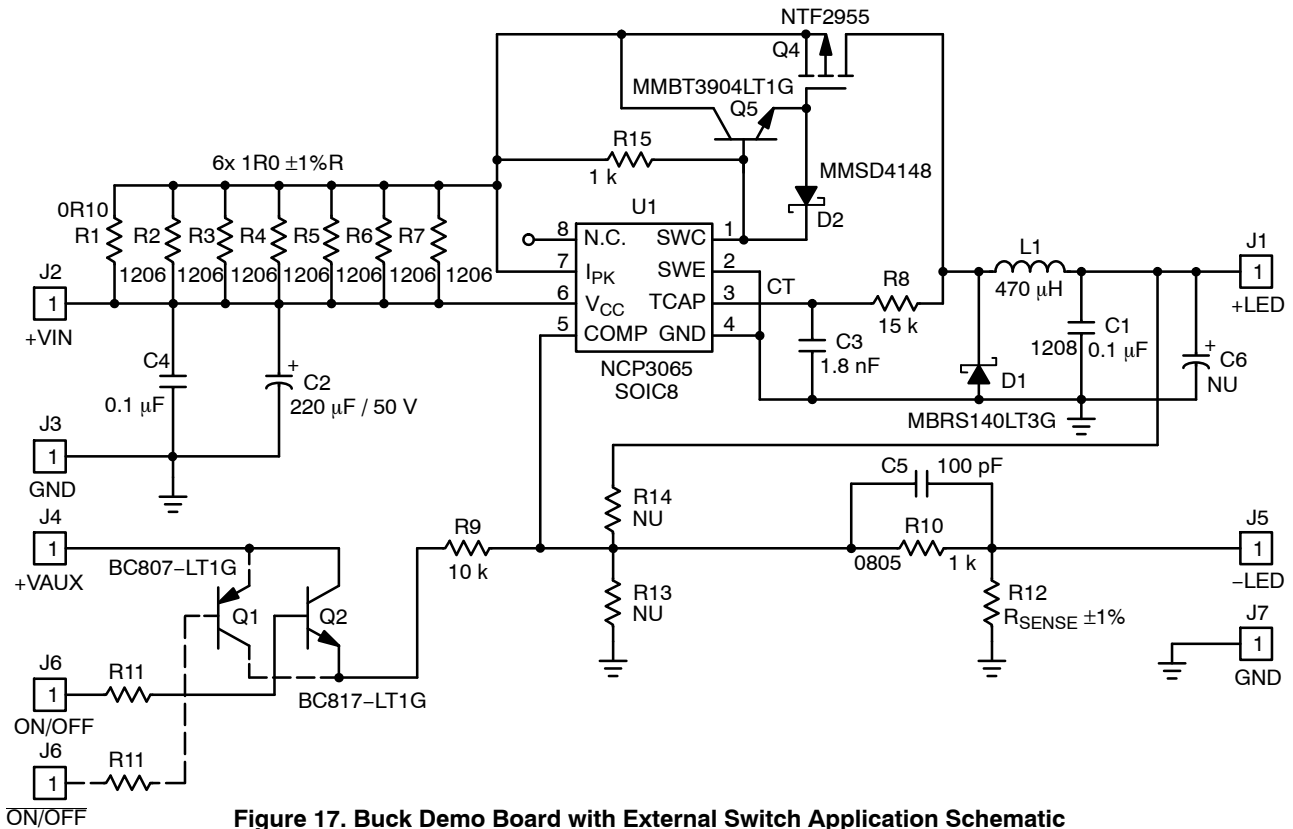 NTF2955
Q4
MMBT3904LT1G
Q5
R15
1 k
6x 1R0 ±1%R
MMSD4148
D2
0R10
R1 R2 R3 R4 R5 R6 R7
1206 1206 1206 1206 1206 1206
U1
8 N.C. SWC 1
7 IPK SWE 2
6 VCC TCAP 3 CT
5 COMP GND 4
NCP3065
SOIC8
J2
1
+VIN
R8
15 k
L1
470 μH
J1
1
+LED
C4
0.1 μF
+
C2
220 μF / 50 V
C3
1.8 nF
D1
MBRS140LT3G
C1
1208 0.1 μF
+
C6
NU
J3
1
GND
C5 100 pF
R14
NU
J4
1
+VAUX
BC807–LT1G
R9
10 k
R10
0805 1 k
J5
1
–LED
Q1 Q2
R13
NU
R12
RSENSE ±1%
J7
1
GND
J6
1
ON/OFF
R11
BC817–LT1G
J6
1
ON/OFF
R11
Figure 17. Buck Demo Board with External Switch Application Schematic